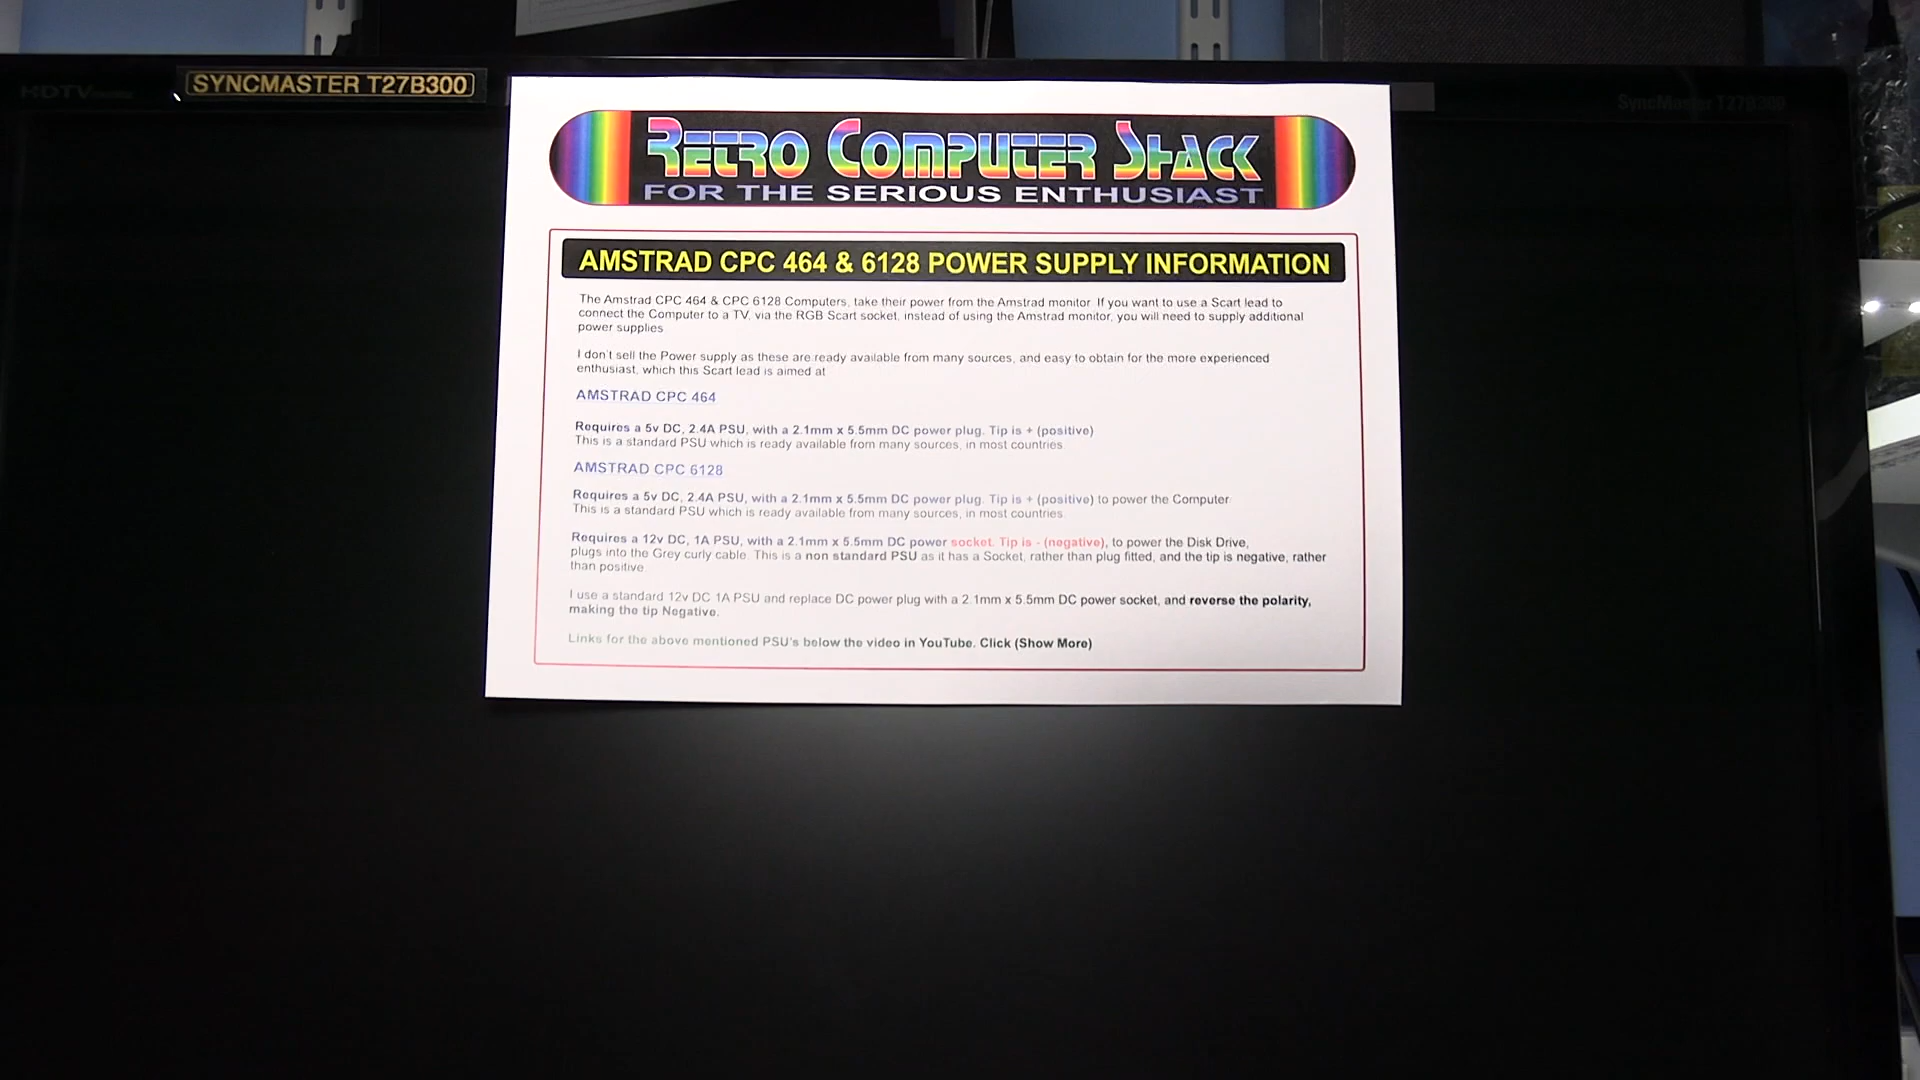 HDTV
SYNCMASTER T27B300
SyncMaster T27B300
RETRO COMPUTER SHACK
FOR THE SERIOUS ENTHUSIAST
AMSTRAD CPC 464 & 6128 POWER SUPPLY INFORMATION
The Amstrad CPC 464 & CPC 6128 Computers, take their power from the Amstrad monitor. If you want to use a Scart lead to
connect the Computer to a TV, via the RGB Scart socket, instead of using the Amstrad monitor, you will need to supply additional
power supplies
I don't sell the Power supply as these are ready available from many sources, and easy to obtain for the more experienced
enthusiast, which this Scart lead is aimed at
AMSTRAD CPC 464
Requires a 5v DC, 2.4A PSU, with a 2.1mm x 5.5mm DC power plug. Tip is + (positive)
This is a standard PSU which is ready available from many sources, in most countries.
AMSTRAD CPC 6128
Requires a 5v DC, 2.4A PSU, with a 2.1mm x 5.5mm DC power plug. Tip is + (positive) to power the Computer
This is a standard PSU which is ready available from many sources, in most countries.
Requires a 12v DC, 1A PSU, with a 2.1mm x 5.5mm DC power socket. Tip is - (negative), to power the Disk Drive,
plugs into the Grey curly cable. This is a non standard PSU as it has a Socket, rather than plug fitted, and the tip is negative, rather
than positive.
I use a standard 12v DC 1A PSU and replace DC power plug with a 2.1mm x 5.5mm DC power socket, and reverse the polarity,
making the tip Negative.
Links for the above mentioned PSU's below the video in YouTube. Click (Show More)